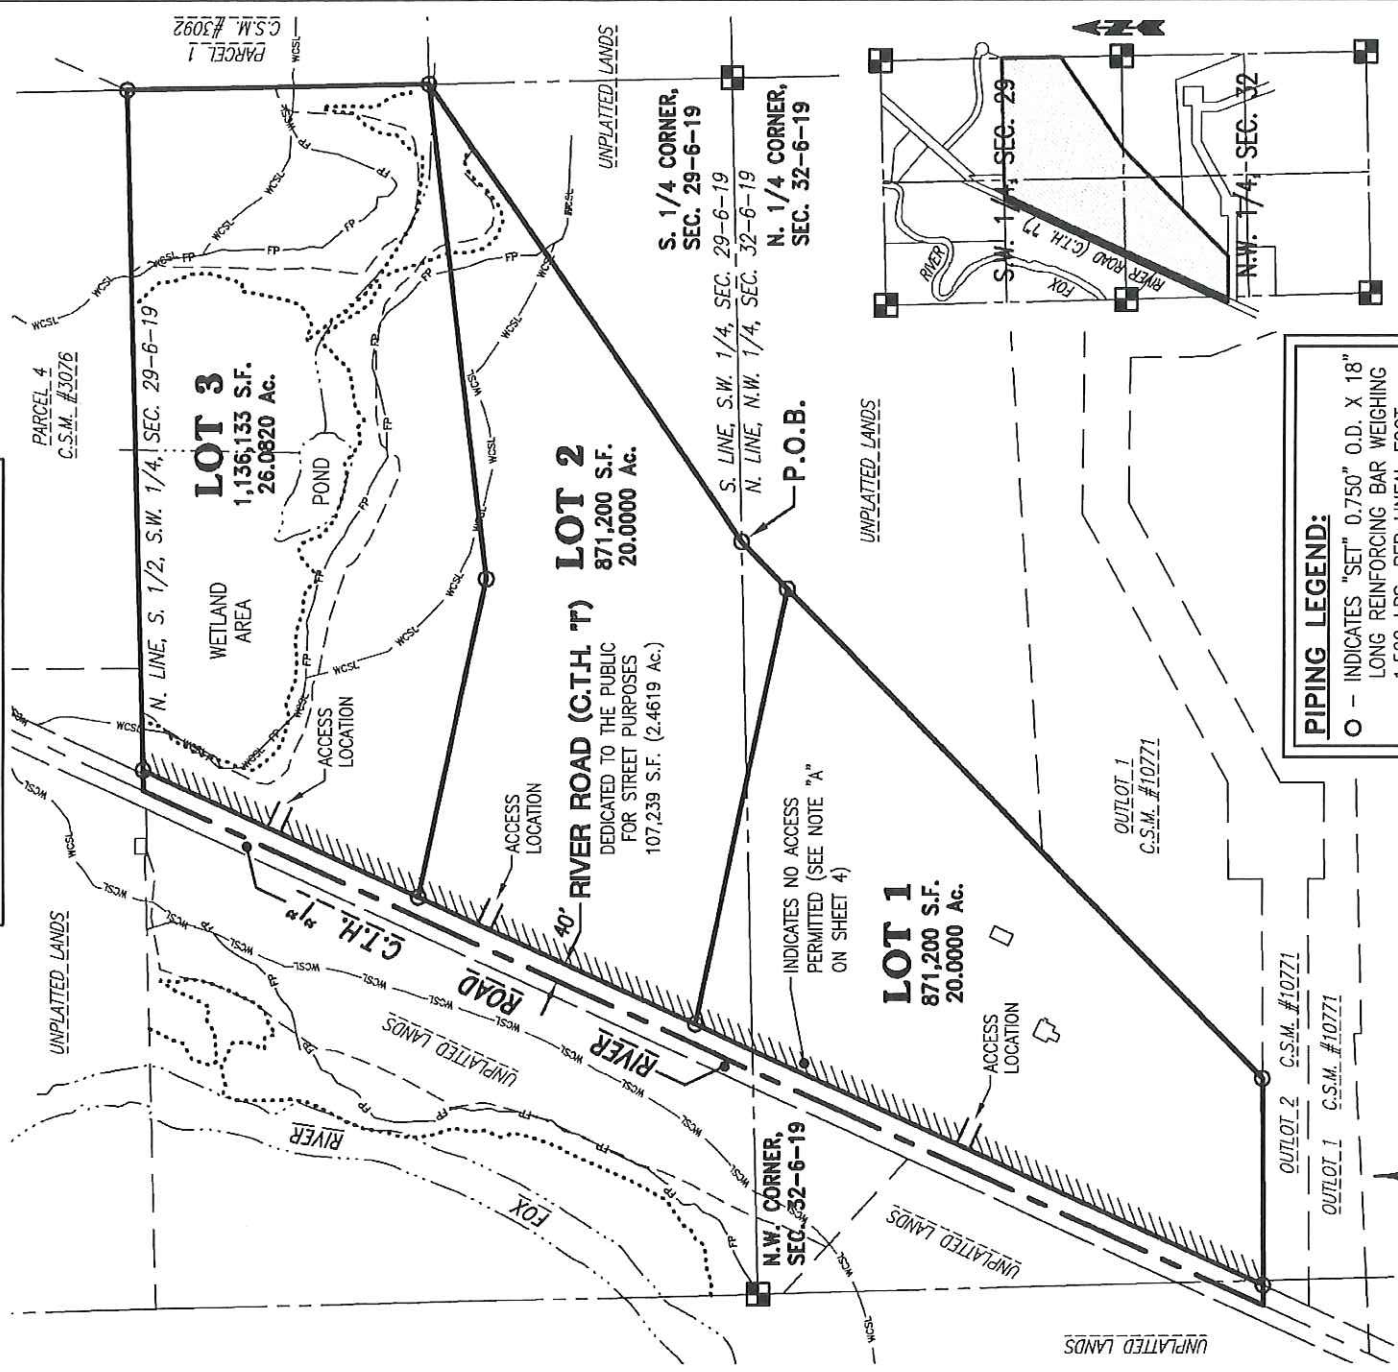 PARCEL 1
C.S.M. #3092
PARCEL 4
C.S.M. #3076
UNPLATTED LANDS
N. LINE, S. 1/2, S.W. 1/4, SEC. 29-6-19
LOT 3
1,136,133 S.F.
26.0820 Ac.
POND
WETLAND
AREA
ACCESS
LOCATION
WCSL
FP
S. 1/4 CORNER,
SEC. 29-6-19
S. LINE, S.W. 1/4, SEC. 29-6-19
N. LINE, N.W. 1/4, SEC. 32-6-19
N. 1/4 CORNER,
SEC. 32-6-19
P.O.B.
LOT 2
871,200 S.F.
20.0000 Ac.
RIVER ROAD (C.T.H. "I")
DEDICATED TO THE PUBLIC
FOR STREET PURPOSES
107,239 S.F. (2.4619 Ac.)
40'
ACCESS
LOCATION
C.T.H. "I"
RIVER ROAD
UNPLATTED LANDS
UNPLATTED LANDS
FOX RIVER
INDICATES NO ACCESS
PERMITTED (SEE NOTE "A"
ON SHEET 4)
LOT 1
871,200 S.F.
20.0000 Ac.
ACCESS
LOCATION
N.W. CORNER,
SEC. 32-6-19
UNPLATTED LANDS
UNPLATTED LANDS
UNPLATTED LANDS
OUTLOT 1
C.S.M. #10771
OUTLOT 2 C.S.M. #10771
OUTLOT 1 C.S.M. #10771
N
S.W. 1/4, SEC. 29
N.W. 1/4, SEC. 32
RIVER
FOX
RIVER ROAD (C.T.H. "I")
PIPING LEGEND:
O - INDICATES "SET" 0.750" O.D. X 18"
LONG REINFORCING BAR WEIGHING